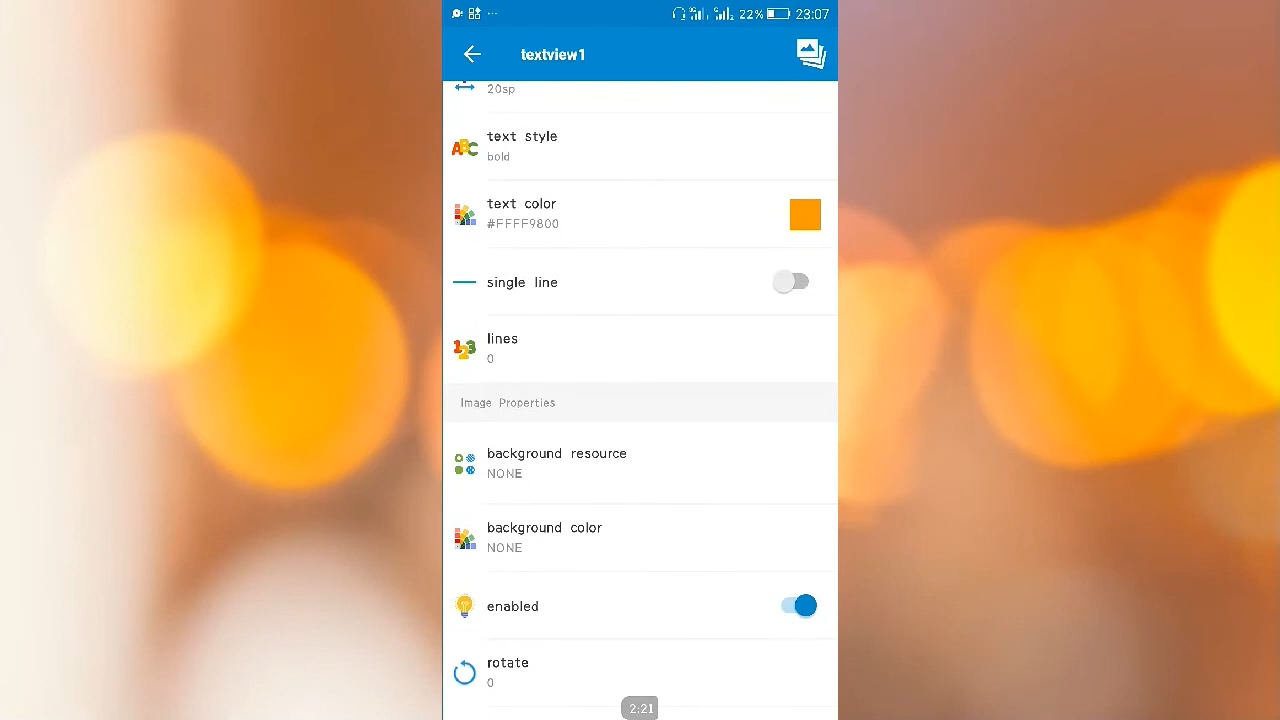 22% 23:07
textview1
20sp
text style
bold
text color
#FFFF9800
single line
lines
0
Image Properties
background resource
NONE
background color
NONE
enabled
rotate
0
2:21